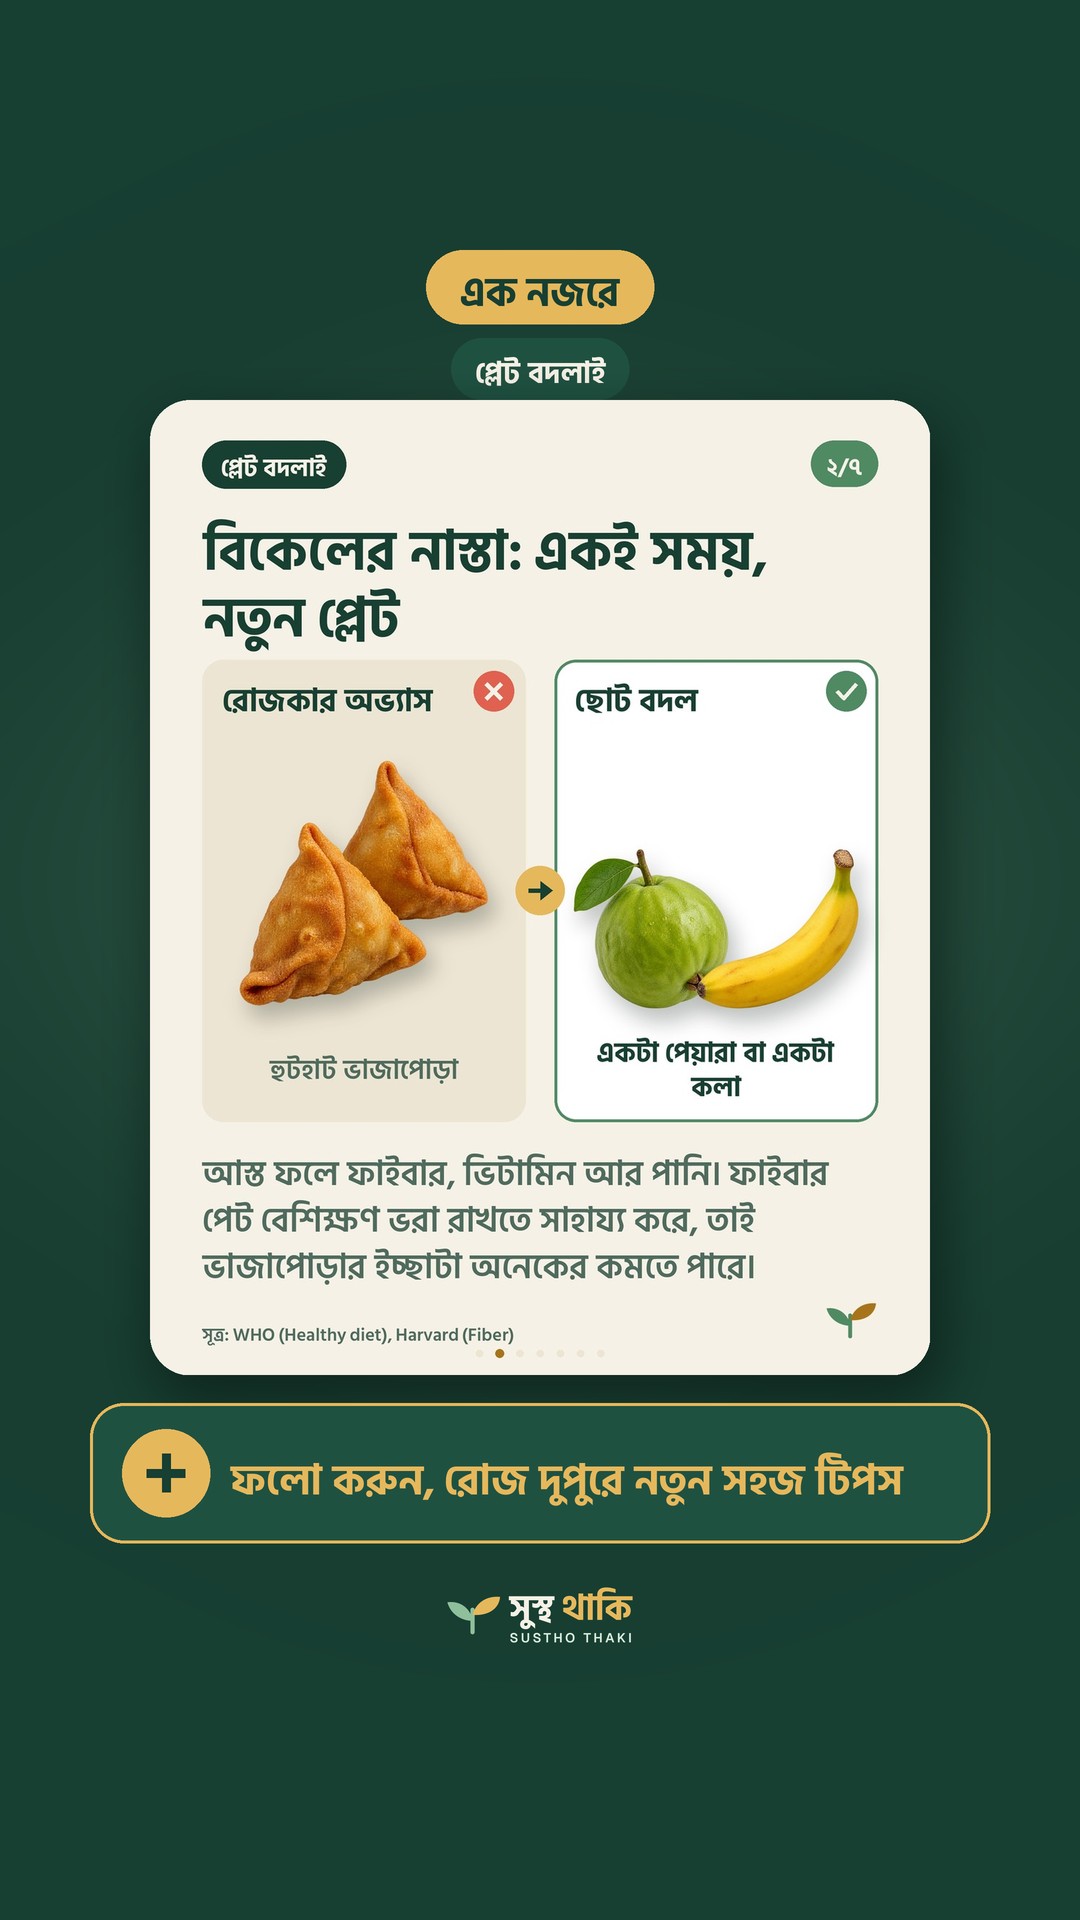 এক নজরে
প্লেট বদলাই
প্লেট বদলাই
২/৭
বিকেলের নাস্তা: একই সময়,
নতুন প্লেট
রোজকার অভ্যাস
ছোট বদল
হুটহাট ভাজাপোড়া
একটা পেয়ারা বা একটা
কলা
আস্ত ফলে ফাইবার, ভিটামিন আর পানি। ফাইবার
পেট বেশিক্ষণ ভরা রাখতে সাহায্য করে, তাই
ভাজাপোড়ার ইচ্ছাটা অনেকের কমতে পারে।
সূত্র: WHO (Healthy diet), Harvard (Fiber)
ফলো করুন, রোজ দুপুরে নতুন সহজ টিপস
সুস্থ থাকি
SUSTHO THAKI